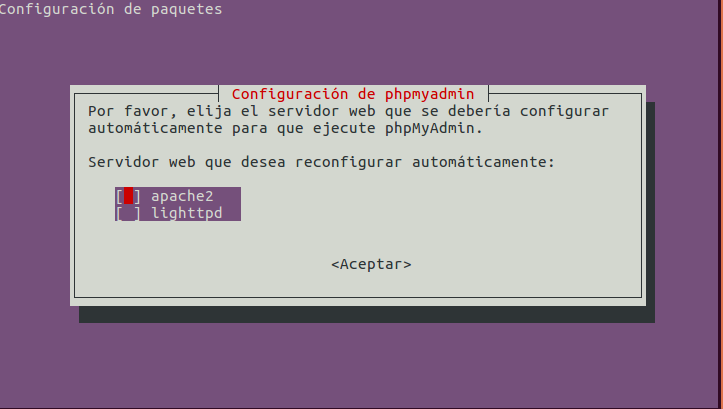 Configuración de paquetes
Configuración de phpmyadmin
Por favor, elija el servidor web que se debería configurar
automáticamente para que ejecute phpMyAdmin.
Servidor web que desea reconfigurar automáticamente:
[ ] apache2
[ ] lighttpd
<Aceptar>